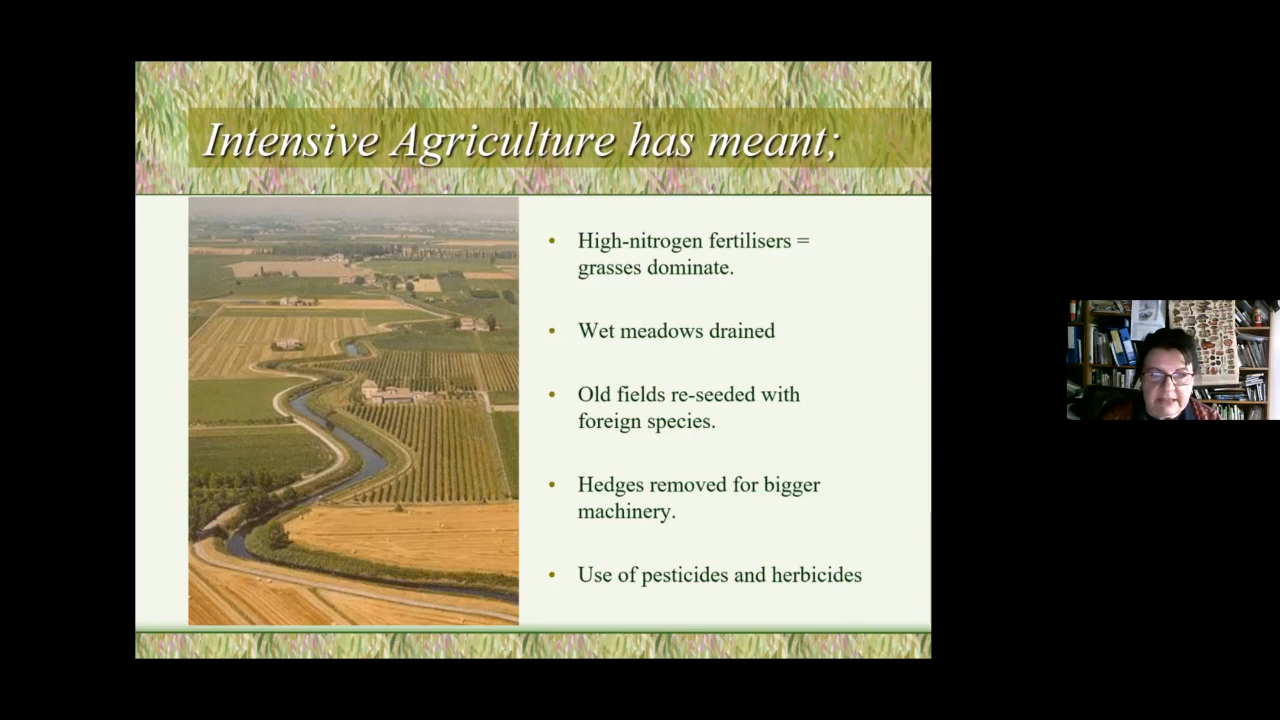 Intensive Agriculture has meant;
• High-nitrogen fertilisers =
grasses dominate.
• Wet meadows drained
• Old fields re-seeded with
foreign species.
• Hedges removed for bigger
machinery.
• Use of pesticides and herbicides